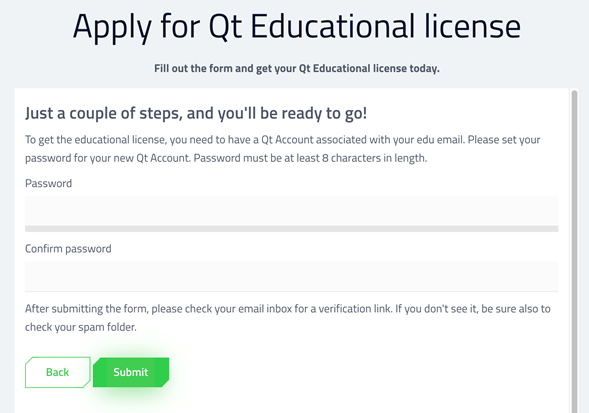 Apply for Qt Educational license
Fill out the form and get your Qt Educational license today.
Just a couple of steps, and you'll be ready to go!
To get the educational license, you need to have a Qt Account associated with your edu email. Please set your
password for your new Qt Account. Password must be at least 8 characters in length.
Password
Confirm password
After submitting the form, please check your email inbox for a verification link. If you don't see it, be sure also to
check your spam folder.
Back Submit